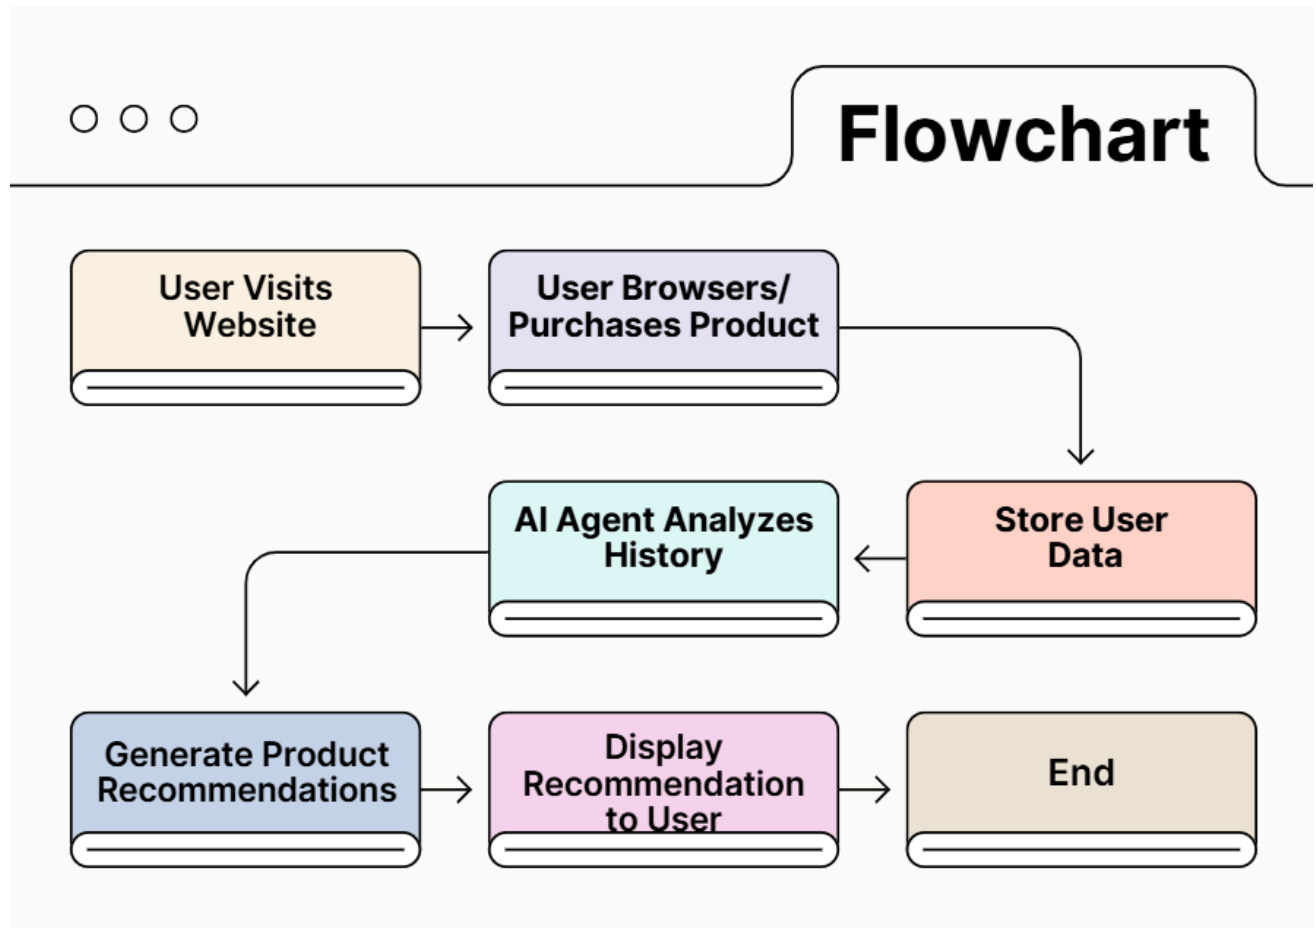 Flowchart
User Visits
Website
User Browsers/
Purchases Product
Store User
Data
AI Agent Analyzes
History
Generate Product
Recommendations
Display
Recommendation
to User
End